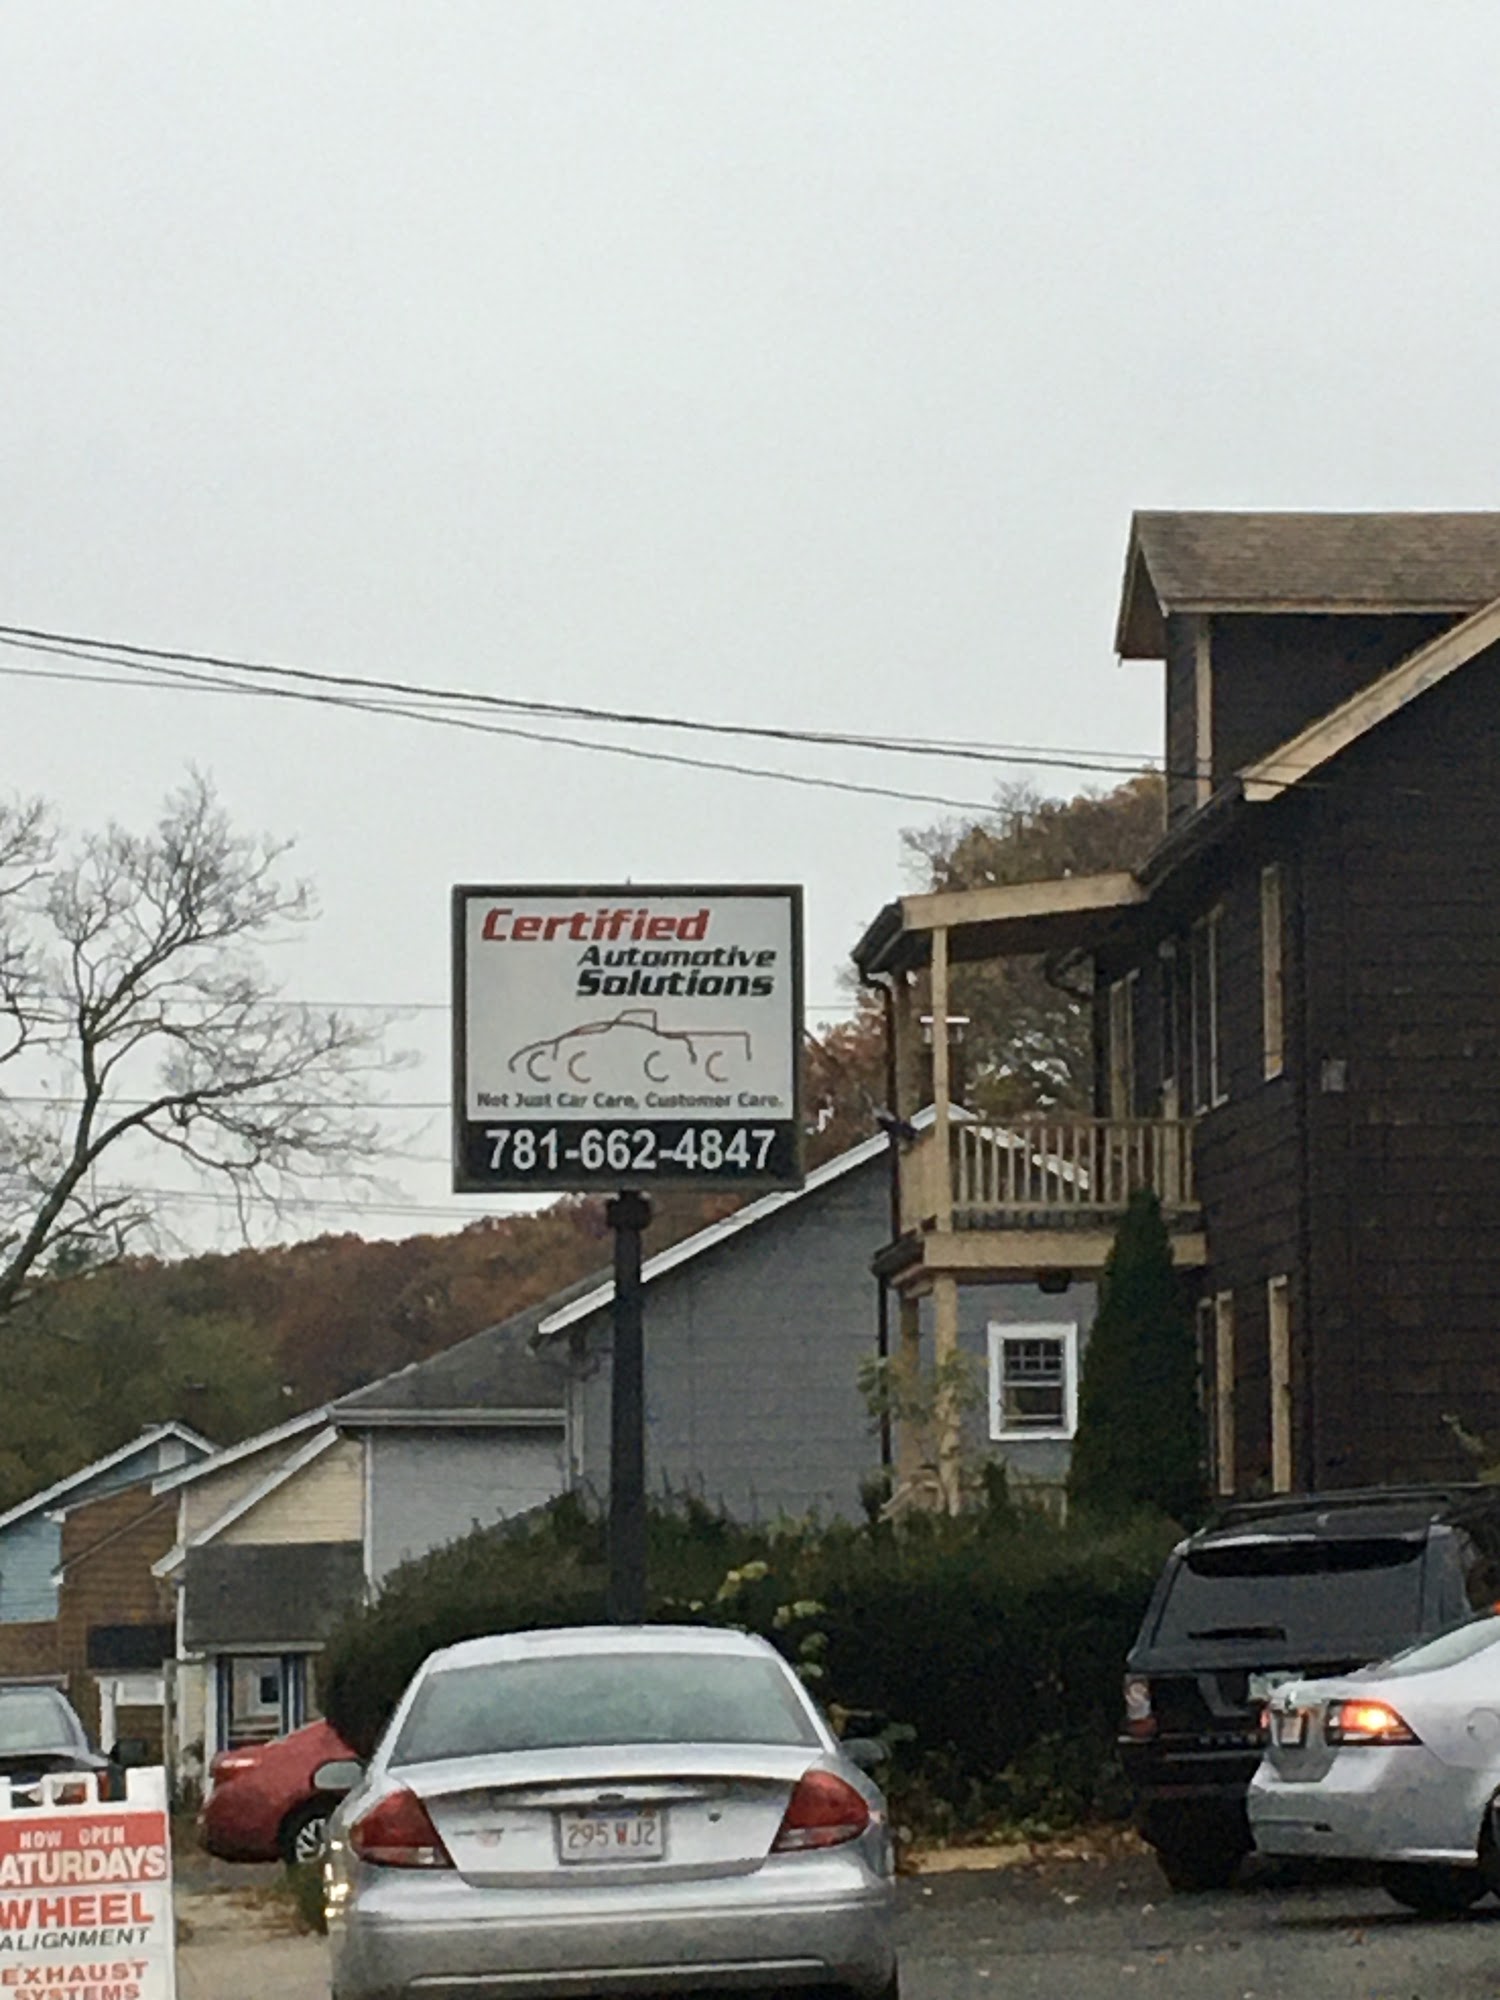 Certified
Automotive
Solutions
C C C C
Not Just Car Care, Customer Care.
781-662-4847
295 WJ2
NOW OPEN
ATURDAYS
WHEEL
ALIGNMENT
EXHAUST
SYSTEMS